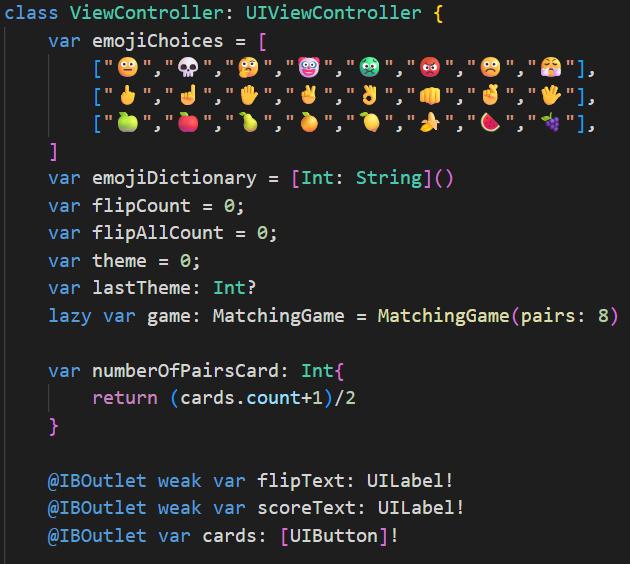 class ViewController: UIViewController {
var emojiChoices = [
["😐","💀","🤔","🤡","🤢","😡","🙁","😤"],
["👆","☝","✋","✌","👌","👊","🤞","🖖"],
["🍏","🍎","🍐","🍊","🍋","🍌","🍉","🍇"],
]
var emojiDictionary = [Int: String]()
var flipCount = 0;
var flipAllCount = 0;
var theme = 0;
var lastTheme: Int?
lazy var game: MatchingGame = MatchingGame(pairs: 8)
var numberOfPairsCard: Int{
return (cards.count+1)/2
}
@IBOutlet weak var flipText: UILabel!
@IBOutlet weak var scoreText: UILabel!
@IBOutlet var cards: [UIButton]!